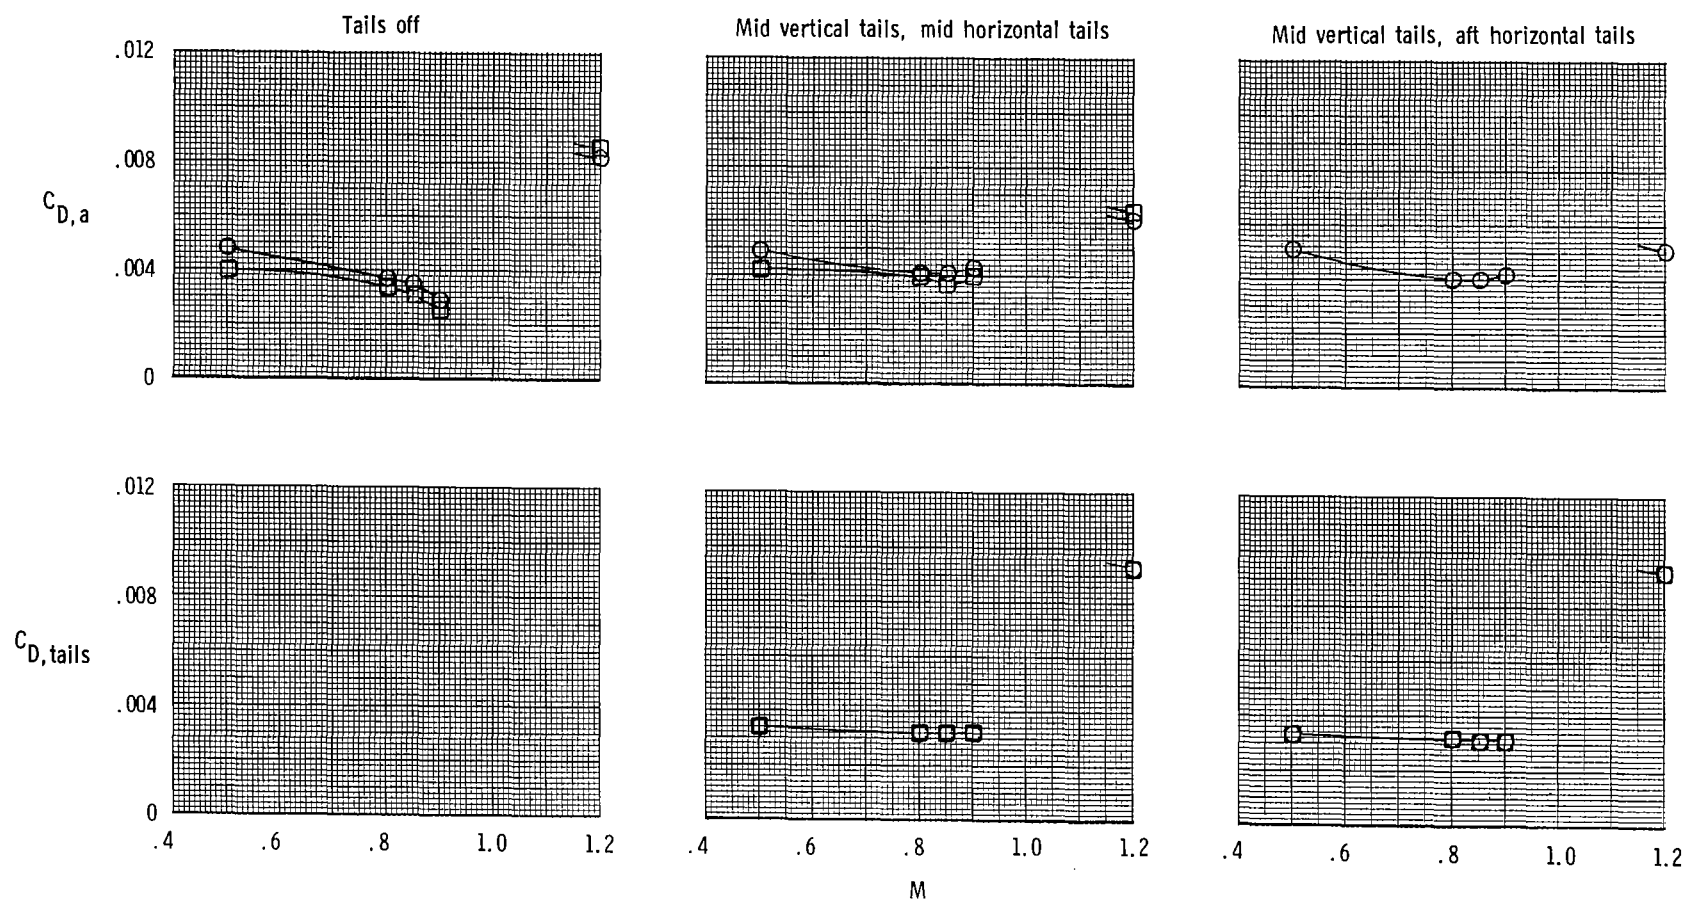 Tails off
Mid vertical tails, mid horizontal tails
Mid vertical tails, aft horizontal tails
.012
.008
C_D,a
.004
0
.012
.008
C_D,tails
.004
0
.4 .6 .8 1.0 1.2
.4 .6 .8 1.0 1.2
.4 .6 .8 1.0 1.2
M